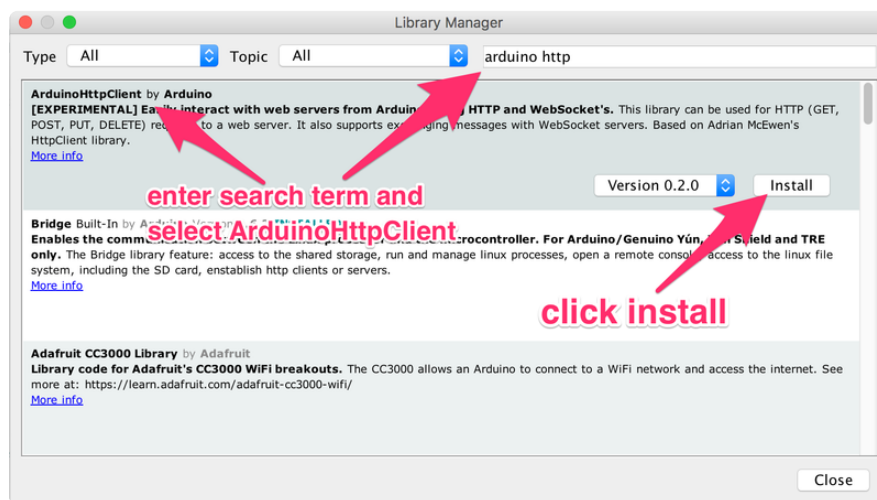 Library Manager
Type All Topic All arduino http
ArduinoHttpClient by Arduino
[EXPERIMENTAL] Easily interact with web servers from Arduino HTTP and WebSocket's. This library can be used for HTTP (GET,
POST, PUT, DELETE) to a web server. It also supports messages with WebSocket servers. Based on Adrian McEwen's
HttpClient library.
More info
Version 0.2.0 Install
enter search term and
select ArduinoHttpClient
Bridge Built-In by
Enables the microcontroller. For Arduino/Genuino Yún, Shield and TRE
only. The Bridge library feature: access to the shared storage, run and manage linux processes, open a remote console, access to the linux file
system, including the SD card, enstablish http clients or servers.
More info
click install
Adafruit CC3000 Library by Adafruit
Library code for Adafruit's CC3000 WiFi breakouts. The CC3000 allows an Arduino to connect to a WiFi network and access the internet. See
more at: https://learn.adafruit.com/adafruit-cc3000-wifi/
More info
Close